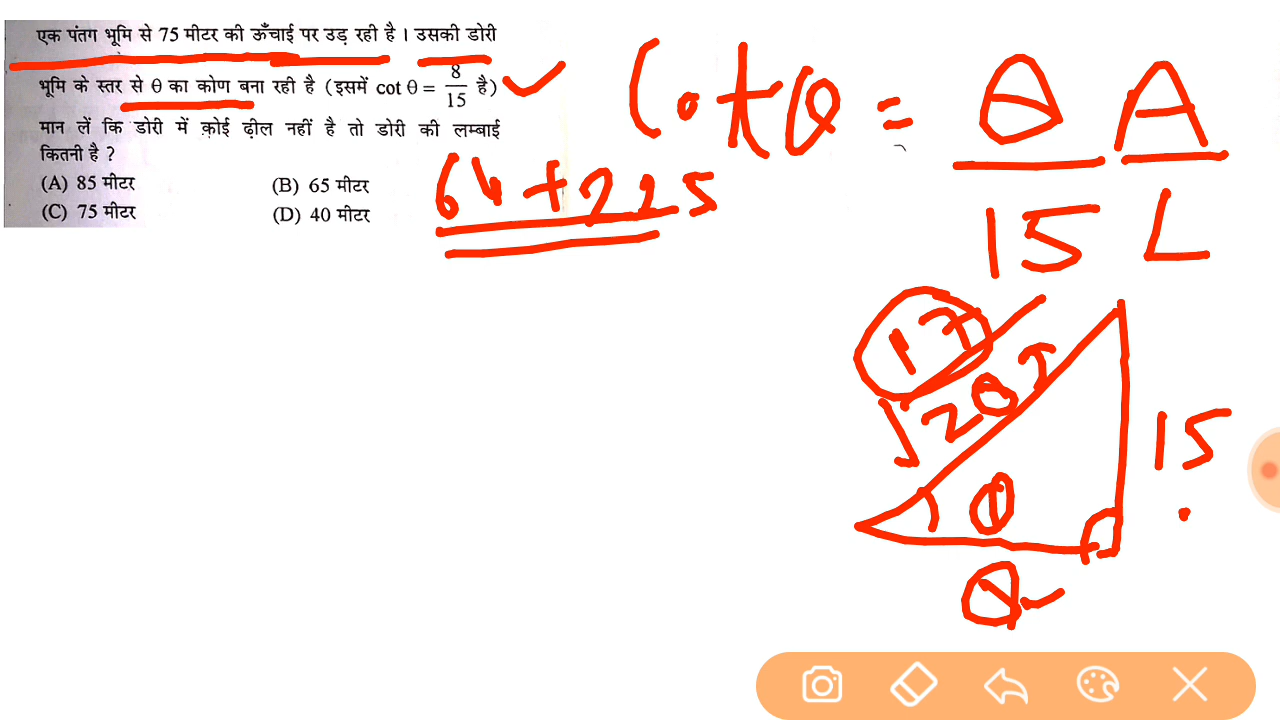 एक पंतग भूमि से 75 मीटर की ऊँचाई पर उड़ रही है। उसकी डोरी
भूमि के स्तर से θ का कोण बना रही है (इसमें cot θ = 8/15 है)
मान लें कि डोरी में कोई ढ़ील नहीं है तो डोरी की लम्बाई
कितनी है ?
(A) 85 मीटर (B) 65 मीटर
(C) 75 मीटर (D) 40 मीटर
64+225
Cotθ = 8 A
15 L
17
√289
15
θ
8